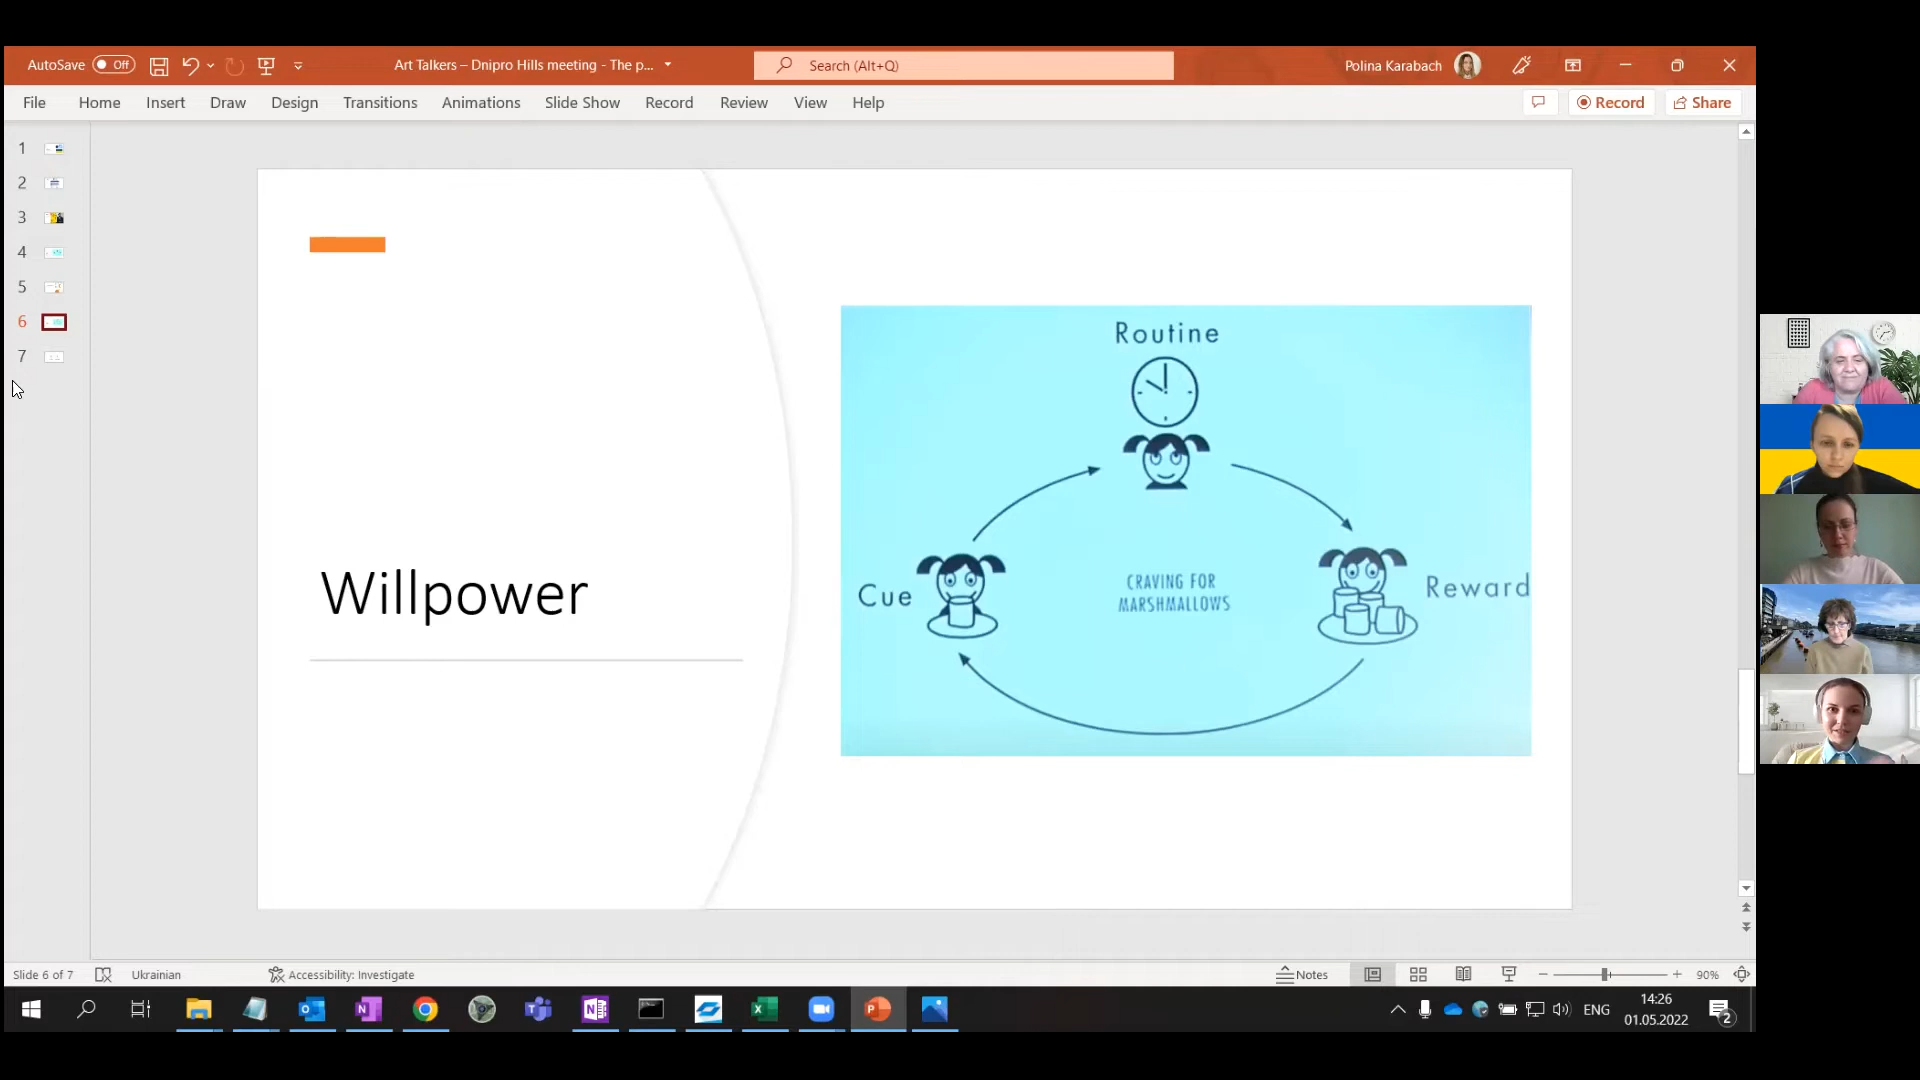 AutoSave Off
Art Talkers – Dnipro Hills meeting - The p...
Search (Alt+Q)
Polina Karabach
File Home Insert Draw Design Transitions Animations Slide Show Record Review View Help
Record Share
1
2
3
4
5
6
7
Willpower
Routine
Cue
CRAVING FOR
MARSHMALLOWS
Reward
Slide 6 of 7 Ukrainian Accessibility: Investigate Notes 90%
ENG
14:26
01.05.2022
2